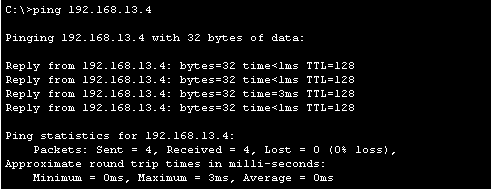 C:\>ping 192.168.13.4
Pinging 192.168.13.4 with 32 bytes of data:
Reply from 192.168.13.4: bytes=32 time<1ms TTL=128
Reply from 192.168.13.4: bytes=32 time<1ms TTL=128
Reply from 192.168.13.4: bytes=32 time=3ms TTL=128
Reply from 192.168.13.4: bytes=32 time<1ms TTL=128
Ping statistics for 192.168.13.4:
    Packets: Sent = 4, Received = 4, Lost = 0 (0% loss),
Approximate round trip times in milli-seconds:
    Minimum = 0ms, Maximum = 3ms, Average = 0ms